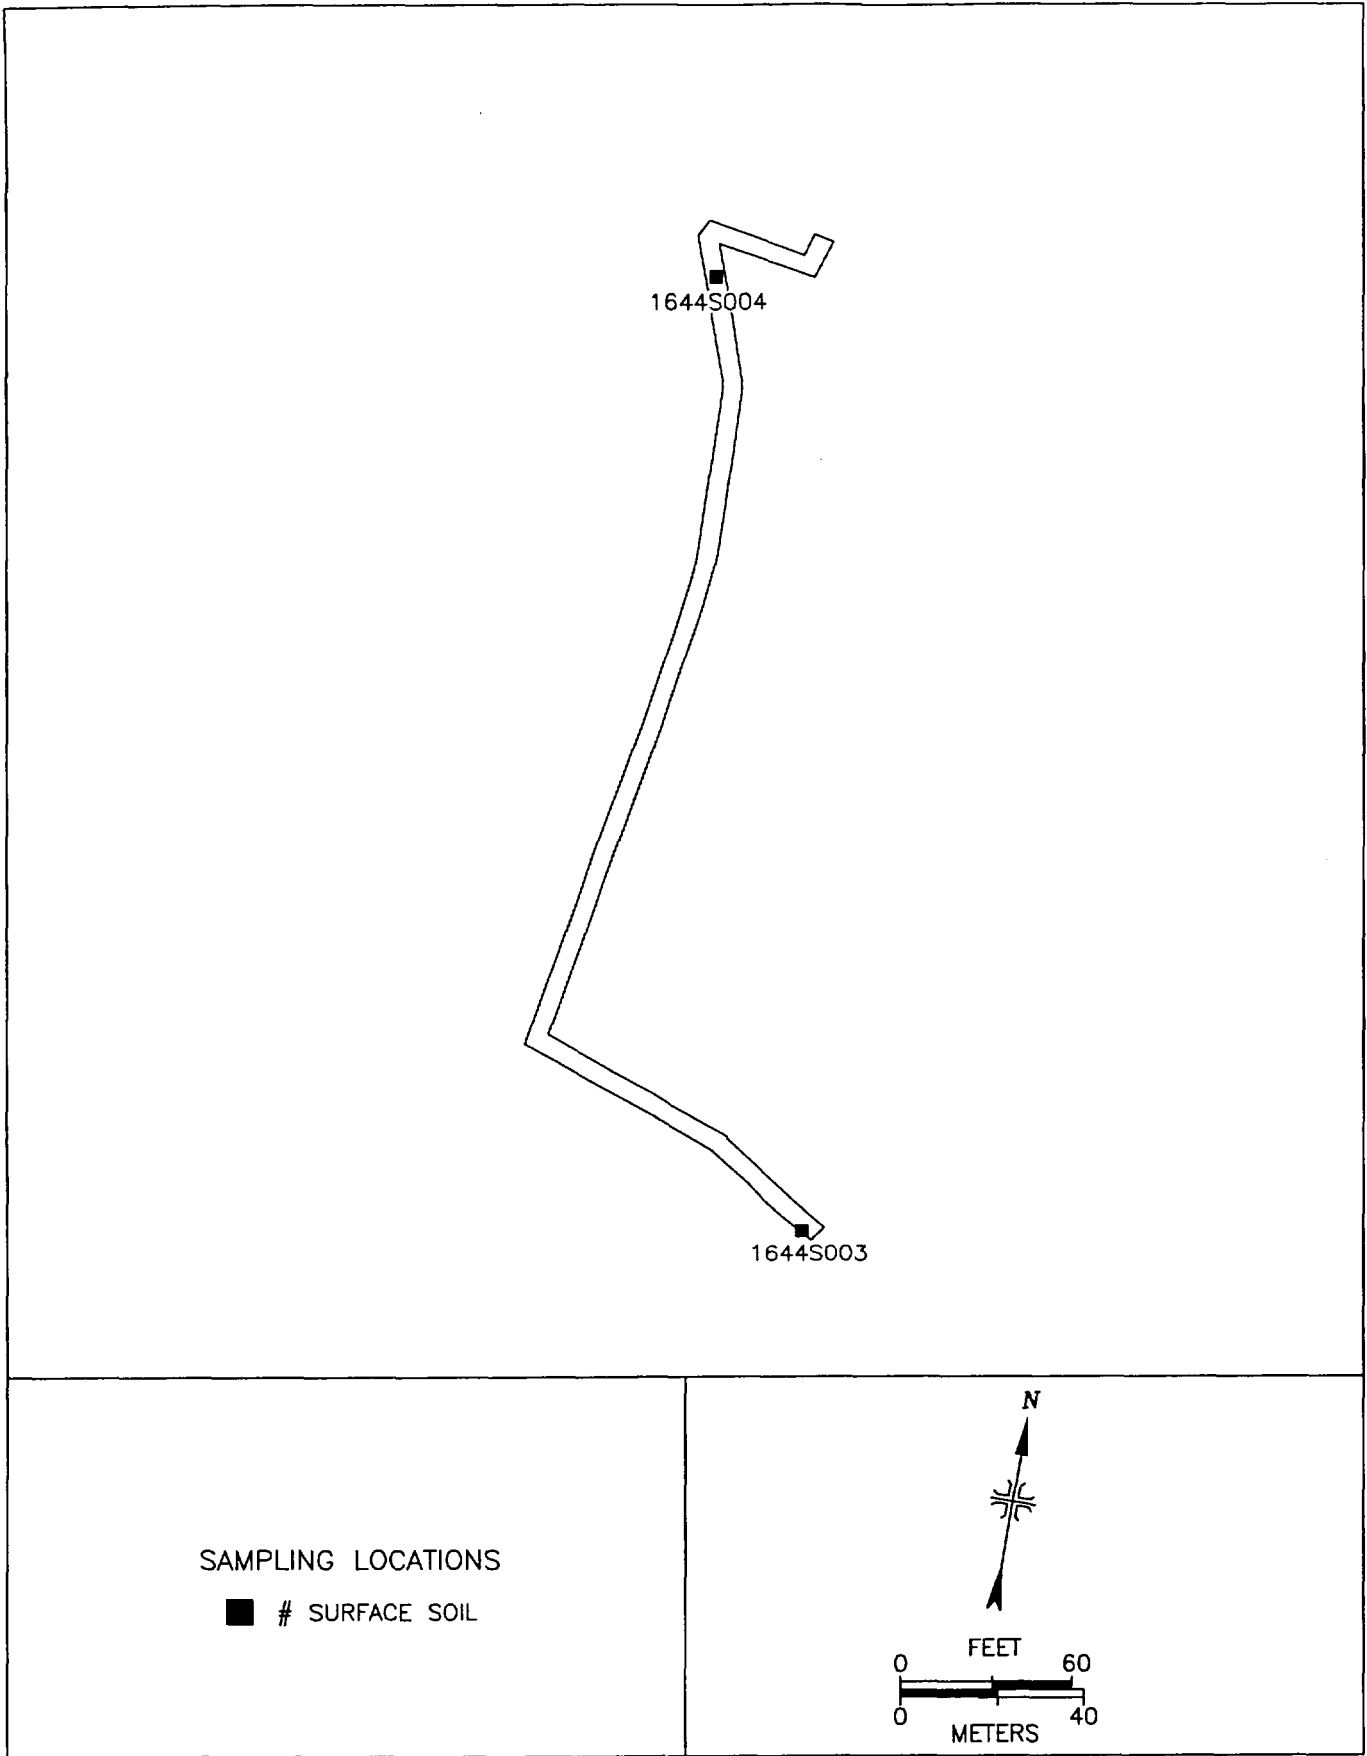 1644S004
1644S003
SAMPLING LOCATIONS
# SURFACE SOIL
N
FEET
0 60
0 40
METERS